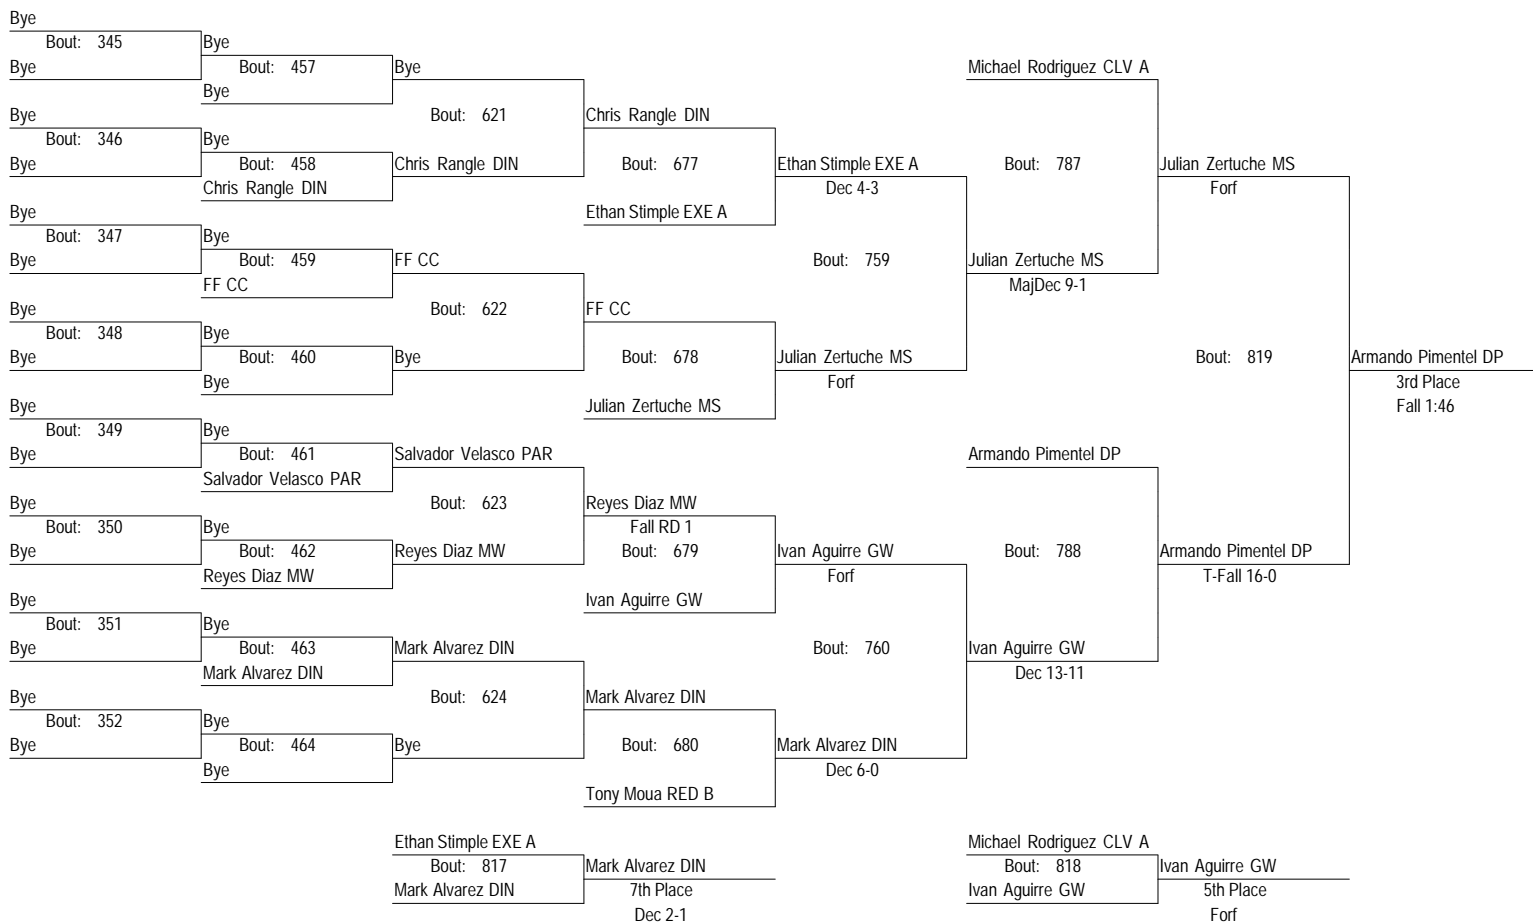 Bye
Bout: 345
Bye
Bye
Bout: 457
Bye
Bye
Bout: 621
Bye
Bout: 346
Bye
Bye
Bout: 458
Chris Rangle DIN
Chris Rangle DIN
Chris Rangle DIN
Bout: 677
Ethan Stimple EXE A
Ethan Stimple EXE A
Dec 4-3
Bye
Bout: 347
Bye
Bye
Bout: 459
FF CC
FF CC
Bout: 622
Bye
Bout: 348
Bye
Bye
Bout: 460
Bye
Bye
FF CC
Bout: 678
Julian Zertuche MS
Julian Zertuche MS
Forf
Bout: 759
Michael Rodriguez CLV A
Bout: 787
Julian Zertuche MS
MajDec 9-1
Julian Zertuche MS
Forf
Bye
Bout: 349
Bye
Bye
Bout: 461
Salvador Velasco PAR
Salvador Velasco PAR
Bout: 623
Bye
Bout: 350
Bye
Bye
Bout: 462
Reyes Diaz MW
Reyes Diaz MW
Reyes Diaz MW
Fall RD 1
Bout: 679
Ivan Aguirre GW
Ivan Aguirre GW
Forf
Bye
Bout: 351
Bye
Bye
Bout: 463
Mark Alvarez DIN
Mark Alvarez DIN
Bout: 624
Bye
Bout: 352
Bye
Bye
Bout: 464
Bye
Bye
Mark Alvarez DIN
Bout: 680
Tony Moua RED B
Mark Alvarez DIN
Dec 6-0
Bout: 760
Armando Pimentel DP
Bout: 788
Ivan Aguirre GW
Dec 13-11
Armando Pimentel DP
T-Fall 16-0
Bout: 819
Armando Pimentel DP
3rd Place
Fall 1:46
Ethan Stimple EXE A
Bout: 817
Mark Alvarez DIN
Mark Alvarez DIN
7th Place
Dec 2-1
Michael Rodriguez CLV A
Bout: 818
Ivan Aguirre GW
Ivan Aguirre GW
5th Place
Forf